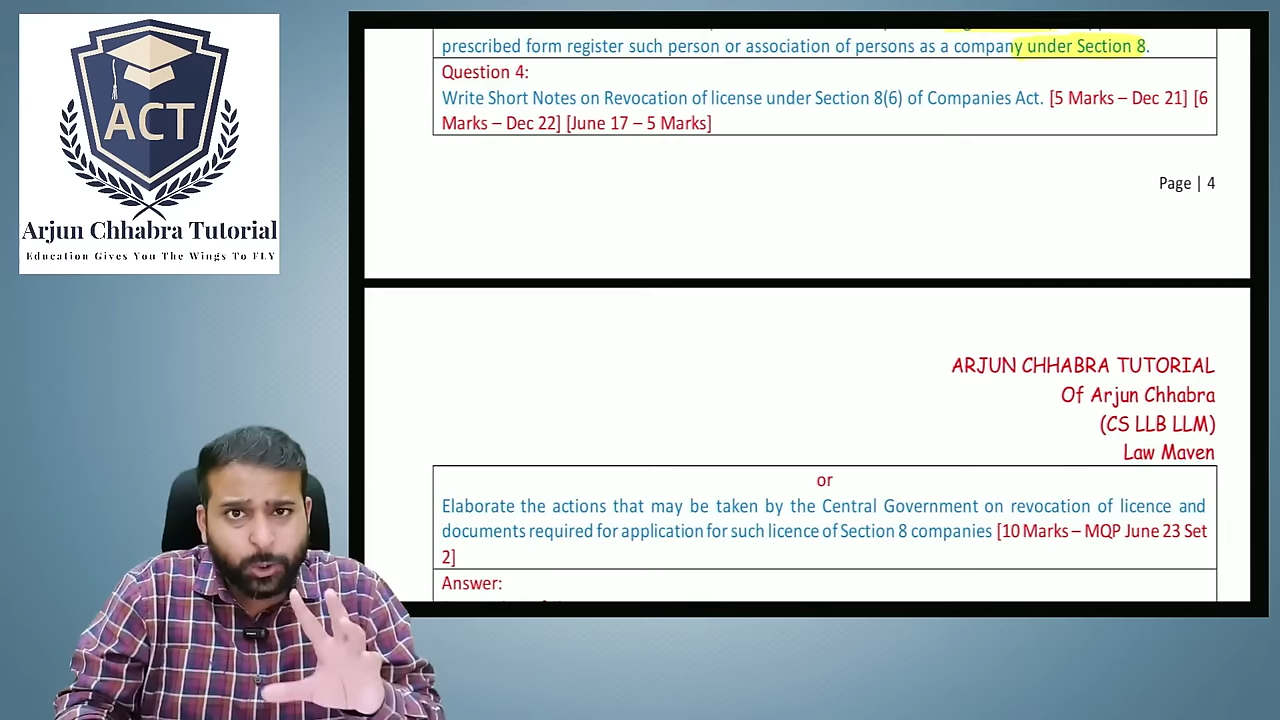 ACT
Arjun Chhabra Tutorial
Education Gives You The Wings To FLY
prescribed form register such person or association of persons as a company under Section 8.
Question 4:
Write Short Notes on Revocation of license under Section 8(6) of Companies Act. [5 Marks – Dec 21] [6
Marks – Dec 22] [June 17 – 5 Marks]
Page | 4
ARJUN CHHABRA TUTORIAL
Of Arjun Chhabra
(CS LLB LLM)
Law Maven
or
Elaborate the actions that may be taken by the Central Government on revocation of licence and
documents required for application for such licence of Section 8 companies [10 Marks – MQP June 23 Set
2]
Answer: